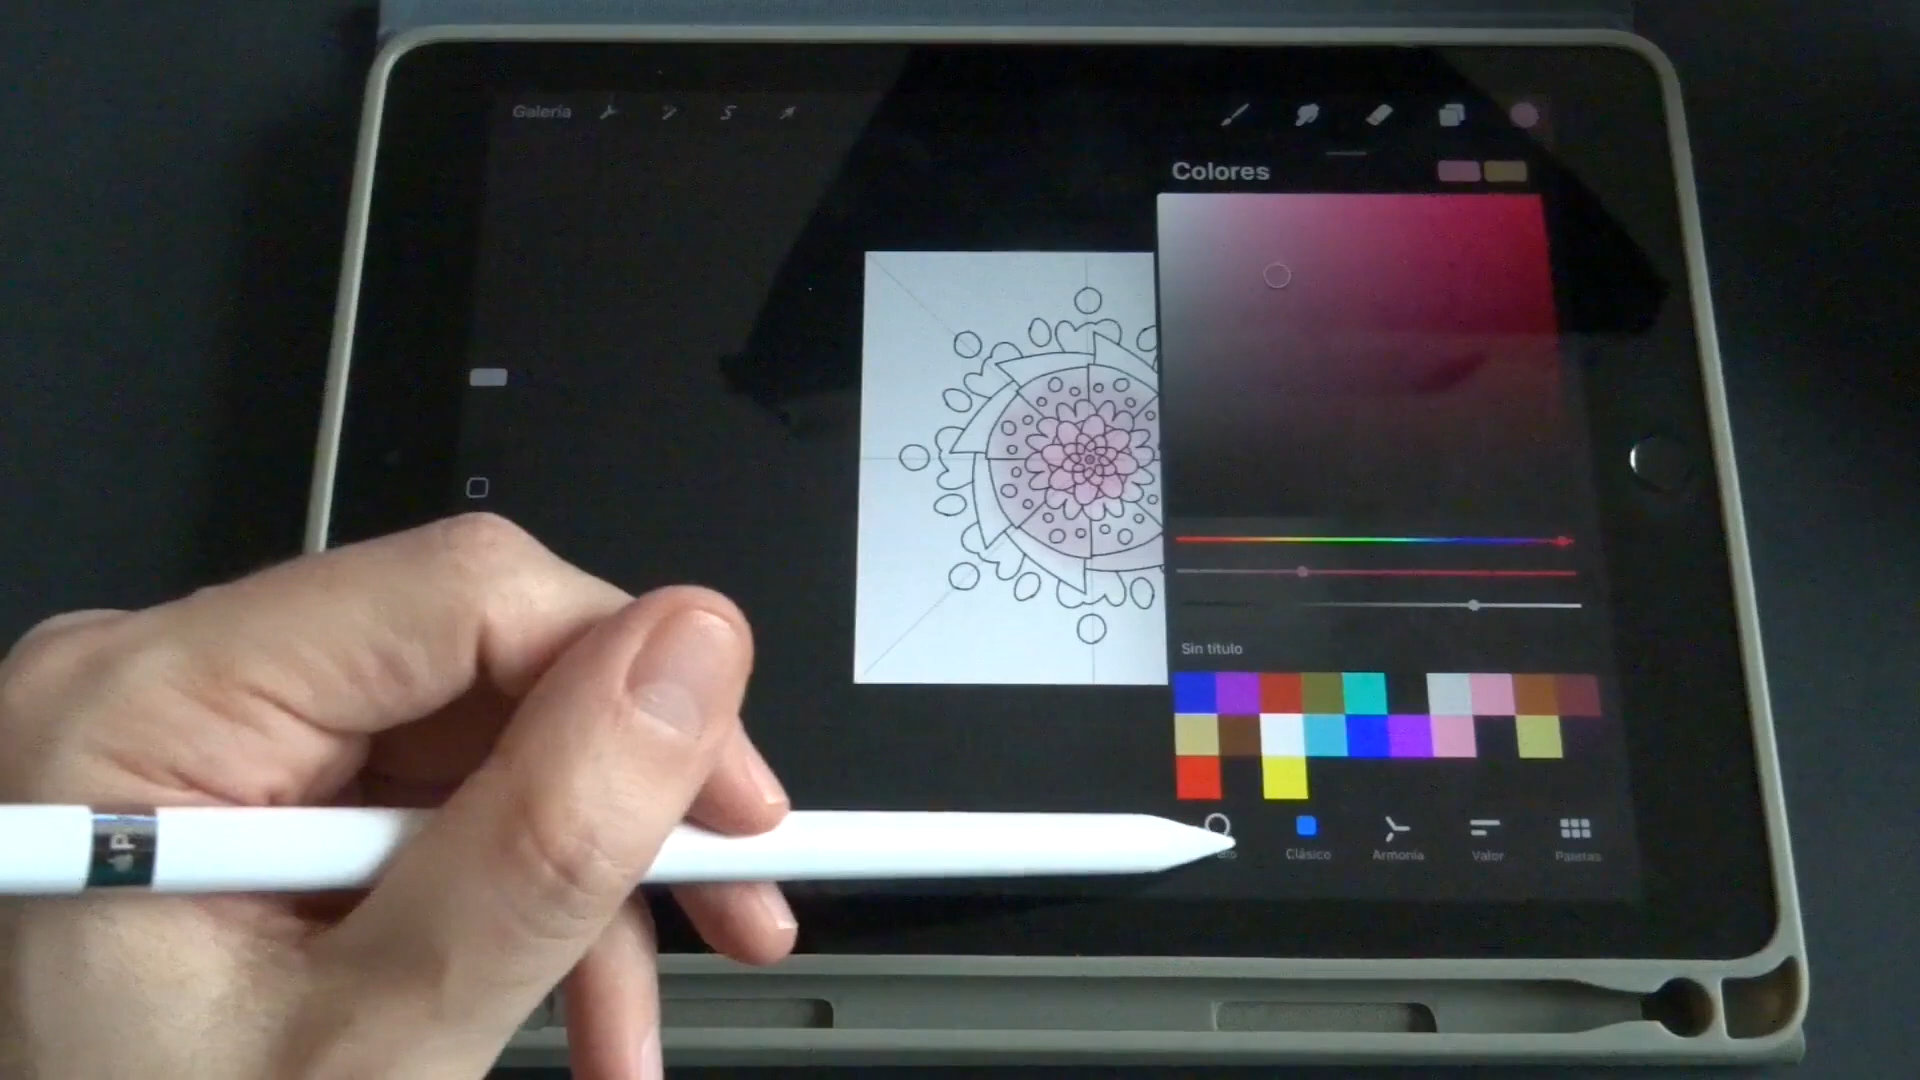 Galería
Colores
Sin título
Clásico
Armonía
Valor
Paletas